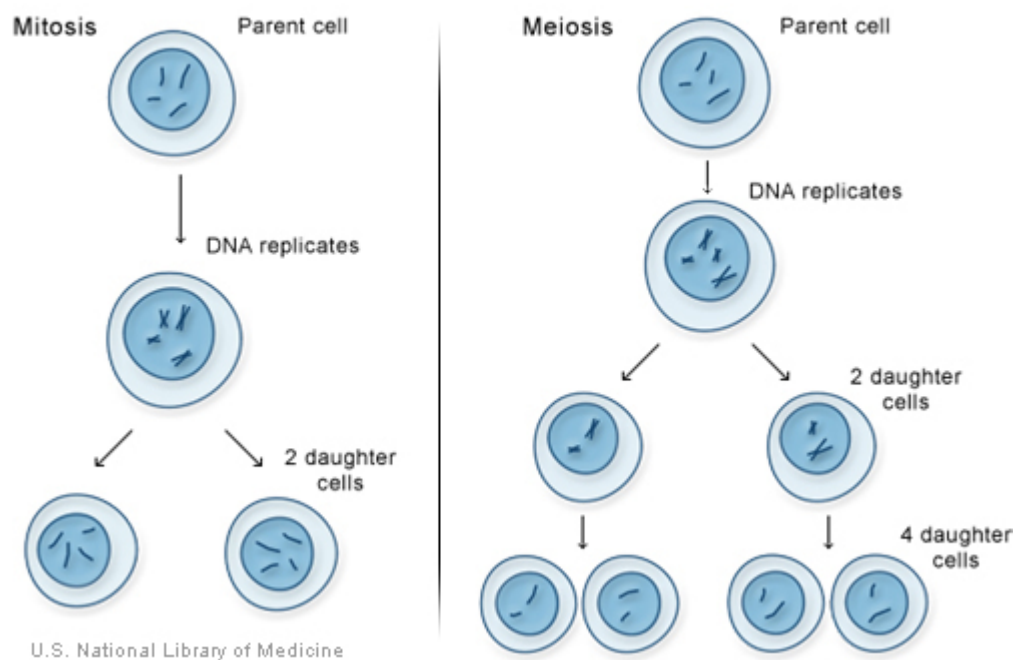 Mitosis
Parent cell
DNA replicates
2 daughter
cells
U.S. National Library of Medicine
Meiosis
Parent cell
DNA replicates
2 daughter
cells
4 daughter
cells